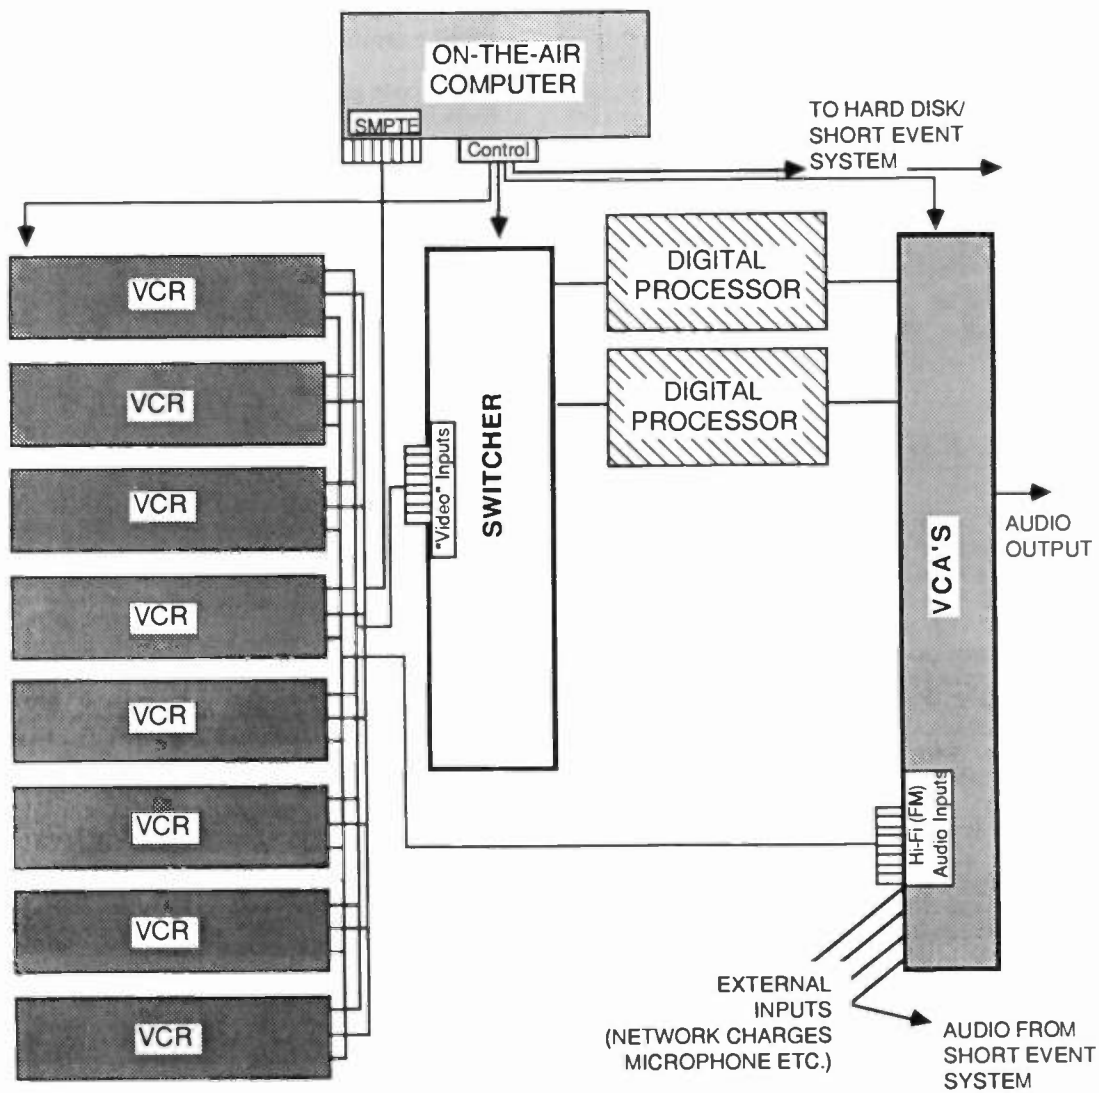 ON-THE-AIR
COMPUTER
SMPTE
Control
TO HARD DISK/
SHORT EVENT
SYSTEM
VCR
VCR
VCR
VCR
VCR
VCR
VCR
VCR
"Video" Inputs
SWITCHER
DIGITAL
PROCESSOR
DIGITAL
PROCESSOR
VCA'S
AUDIO
OUTPUT
Hi-Fi (FM)
Audio Inputs
EXTERNAL
INPUTS
(NETWORK CHARGES
MICROPHONE ETC.)
AUDIO FROM
SHORT EVENT
SYSTEM